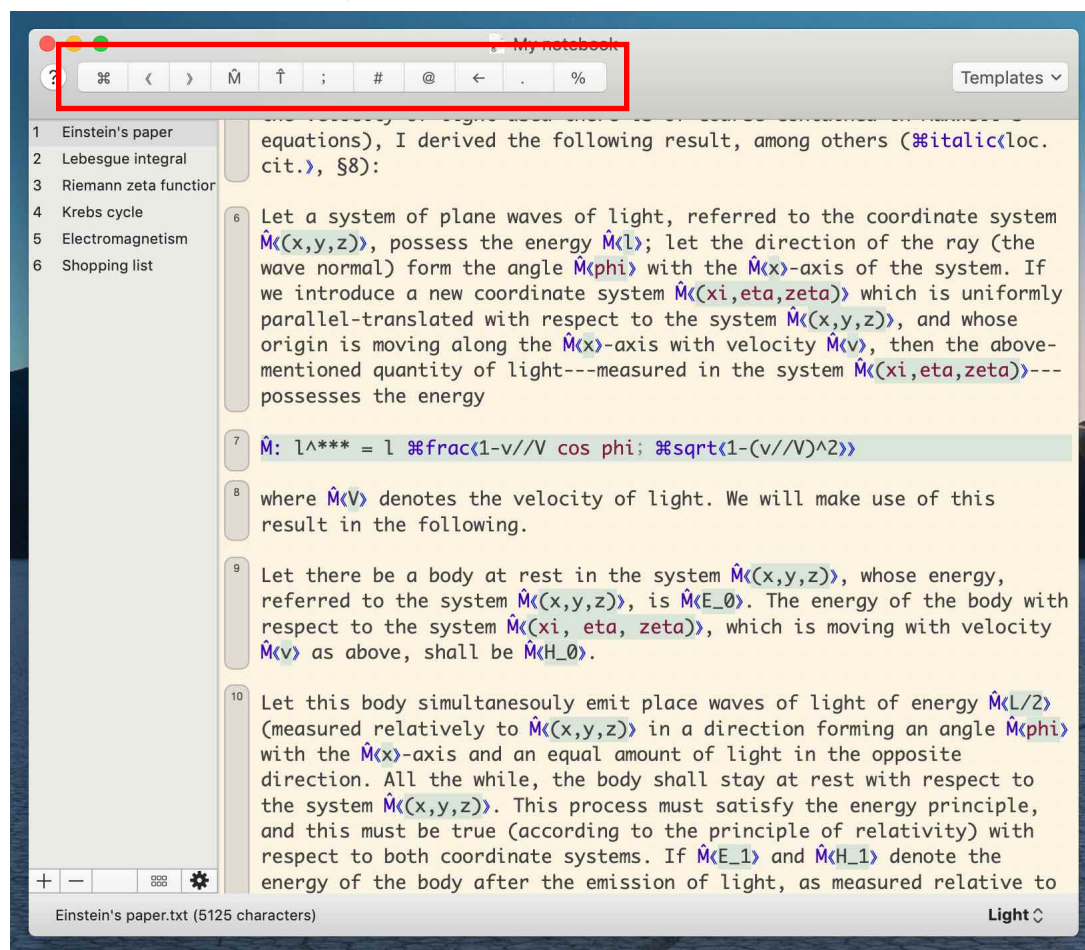 My notebook
? ⌘ ⟪ ⟫ M̂ T̂ ; # @ ← . % Templates
1 Einstein's paper
2 Lebesgue integral
3 Riemann zeta function
4 Krebs cycle
5 Electromagnetism
6 Shopping list
equations), I derived the following result, among others (⌘italic⟪loc.
cit.⟫, §8):
6 Let a system of plane waves of light, referred to the coordinate system
M̂⟪(x,y,z)⟫, possess the energy M̂⟪l⟫; let the direction of the ray (the
wave normal) form the angle M̂⟪phi⟫ with the M̂⟪x⟫-axis of the system. If
we introduce a new coordinate system M̂⟪(xi,eta,zeta)⟫ which is uniformly
parallel-translated with respect to the system M̂⟪(x,y,z)⟫, and whose
origin is moving along the M̂⟪x⟫-axis with velocity M̂⟪v⟫, then the above-
mentioned quantity of light---measured in the system M̂⟪(xi,eta,zeta)⟫---
possesses the energy
7 M̂: l^*** = l ⌘frac⟪1-v//V cos phi; ⌘sqrt⟪1-(v//V)^2⟫⟫
8 where M̂⟪V⟫ denotes the velocity of light. We will make use of this
result in the following.
9 Let there be a body at rest in the system M̂⟪(x,y,z)⟫, whose energy,
referred to the system M̂⟪(x,y,z)⟫, is M̂⟪E_0⟫. The energy of the body with
respect to the system M̂⟪(xi, eta, zeta)⟫, which is moving with velocity
M̂⟪v⟫ as above, shall be M̂⟪H_0⟫.
10 Let this body simultanesouly emit place waves of light of energy M̂⟪L/2⟫
(measured relatively to M̂⟪(x,y,z)⟫ in a direction forming an angle M̂⟪phi⟫
with the M̂⟪x⟫-axis and an equal amount of light in the opposite
direction. All the while, the body shall stay at rest with respect to
the system M̂⟪(x,y,z)⟫. This process must satisfy the energy principle,
and this must be true (according to the principle of relativity) with
respect to both coordinate systems. If M̂⟪E_1⟫ and M̂⟪H_1⟫ denote the
energy of the body after the emission of light, as measured relative to
Einstein's paper.txt (5125 characters)
Light